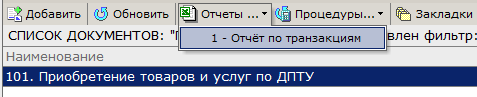 Добавить Обновить Отчеты ... Процедуры... Закладки
1 - Отчёт по транзакциям
СПИСОК ДОКУМЕНТОВ: "П влен фильтр:
Наименование
101. Приобретение товаров и услуг по ДПТУ